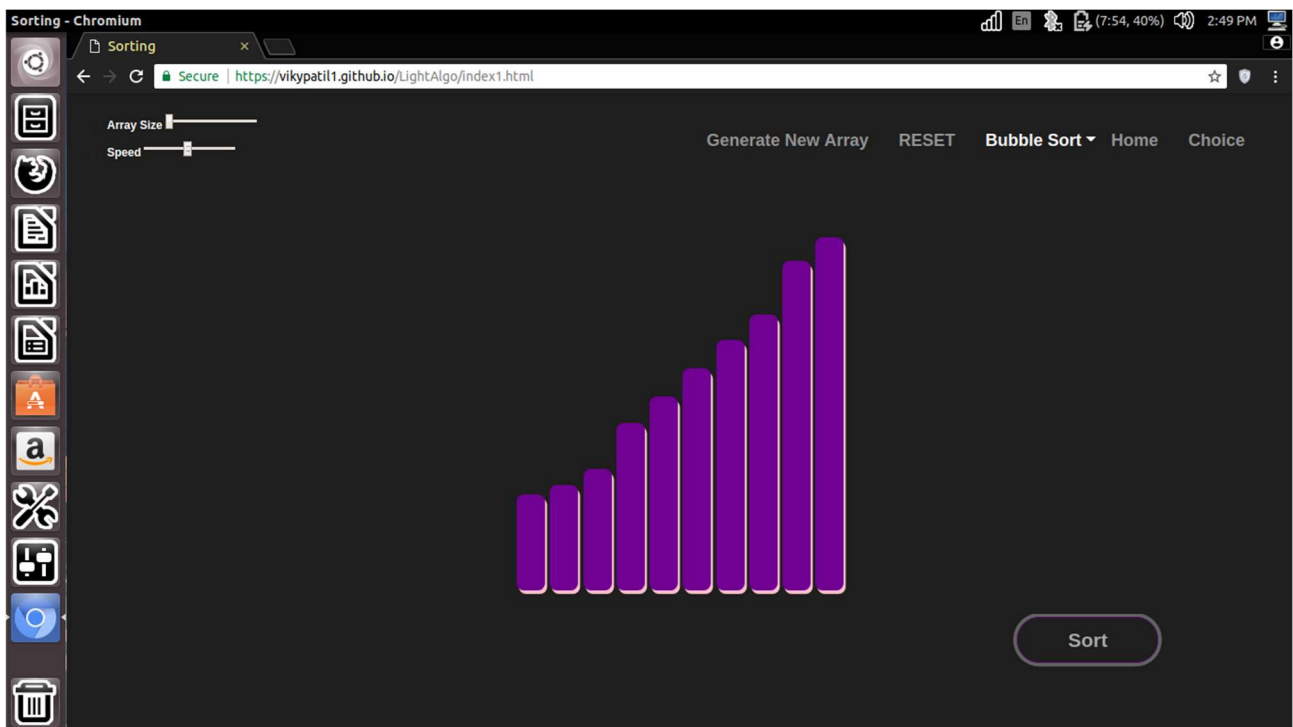 Sorting - Chromium
En (7:54, 40%) 2:49 PM
Sorting ×
Secure | https://vikypatil1.github.io/LightAlgo/index1.html
Array Size
Speed
Generate New Array RESET Bubble Sort Home Choice
Sort